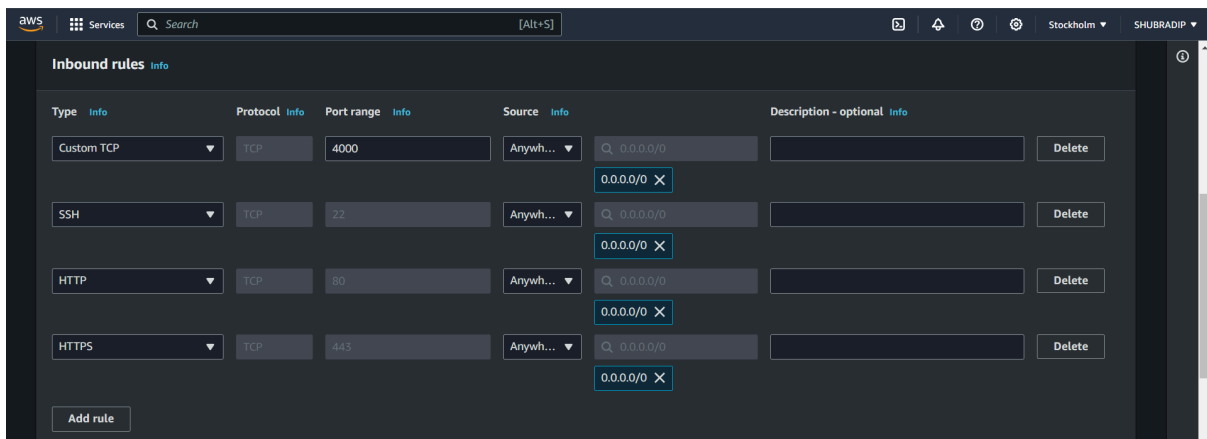 aws Services Search [Alt+S] Stockholm SHUBRADIP
Inbound rules Info
Type Info Protocol Info Port range Info Source Info Description - optional Info
Custom TCP TCP 4000 Anywh... 0.0.0.0/0 Delete
0.0.0.0/0
SSH TCP 22 Anywh... 0.0.0.0/0 Delete
0.0.0.0/0
HTTP TCP 80 Anywh... 0.0.0.0/0 Delete
0.0.0.0/0
HTTPS TCP 443 Anywh... 0.0.0.0/0 Delete
0.0.0.0/0
Add rule